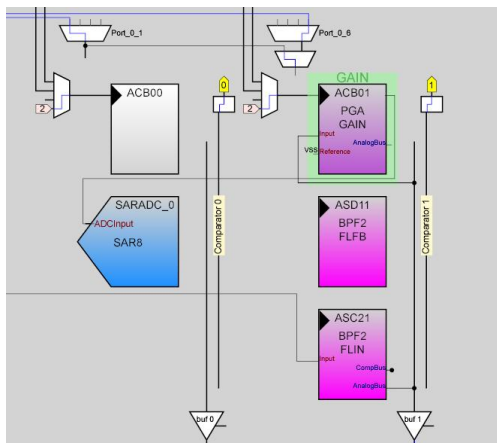 Port_0_1
Port_0_6
GAIN
2
ACB00
0
2
ACB01
PGA
GAIN
Input
AnalogBus
VSS
Reference
1
SARADC_0
ADCInput
SAR8
Comparator 0
ASD11
BPF2
FLFB
Comparator 1
ASC21
BPF2
FLIN
Input
CompBus
AnalogBus
buf 0
buf 1